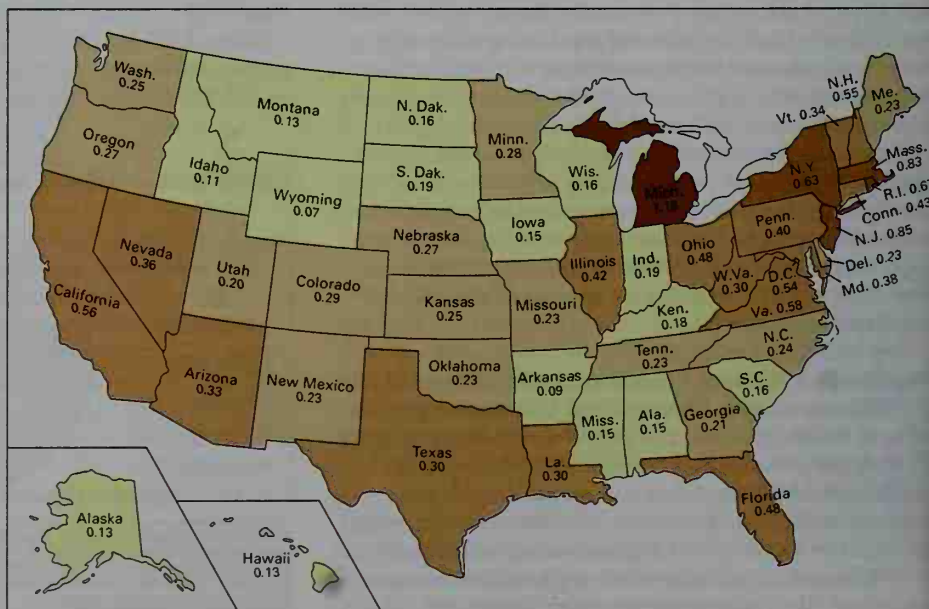 Wash.
0.25
Oregon
0.27
California
0.56
Nevada
0.36
Idaho
0.11
Montana
0.13
Wyoming
0.07
Utah
0.20
Arizona
0.33
Colorado
0.29
New Mexico
0.23
N. Dak.
0.16
S. Dak.
0.19
Nebraska
0.27
Kansas
0.25
Oklahoma
0.23
Texas
0.30
Minn.
0.28
Iowa
0.15
Missouri
0.23
Arkansas
0.09
La.
0.30
Wis.
0.16
Illinois
0.42
Mich.
1.18
Ind.
0.19
Ohio
0.48
Ken.
0.18
Tenn.
0.23
Miss.
0.15
Ala.
0.15
Georgia
0.21
Florida
0.48
S.C.
0.16
N.C.
0.24
Va. 0.58
W.Va.
0.30
D.C.
0.54
Penn.
0.40
N.Y.
0.63
Vt. 0.34
N.H.
0.55
Me.
0.23
Mass.
0.83
R.I. 0.67
Conn. 0.43
N.J. 0.85
Del. 0.23
Md. 0.38
Alaska
0.13
Hawaii
0.13